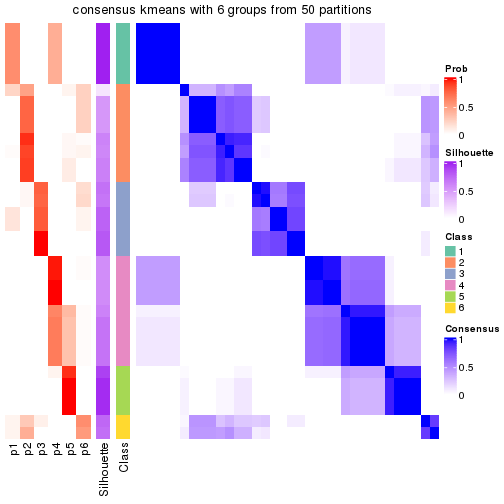 consensus kmeans with 6 groups from 50 partitions
Prob
1
0.5
0
Silhouette
1
0.5
0
Class
1
2
3
4
5
6
Consensus
1
0.5
0
p1
p2
p3
p4
p5
p6
Silhouette
Class